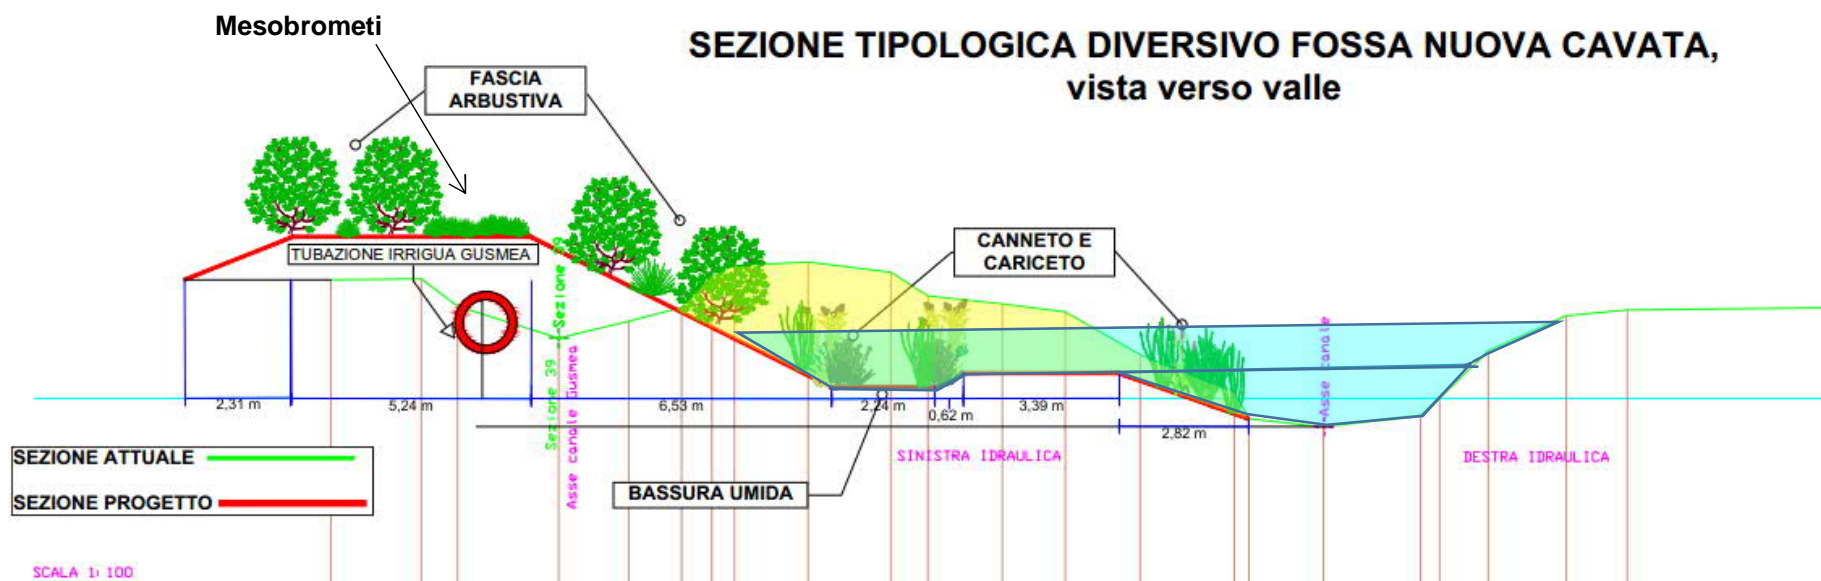 Mesobrometi
SEZIONE TIPOLOGICA DIVERSIVO FOSSA NUOVA CAVATA,
vista verso valle
FASCIA
ARBUSTIVA
TUBAZIONE IRRIGUA GUSMEA
CANNETO E
CARICETO
Sezione 39
Sezione 39
Asse canale Gusmea
Asse canale
2,31 m
5,24 m
6,53 m
2,24 m
0,62 m
3,39 m
2,82 m
SINISTRA IDRAULICA
DESTRA IDRAULICA
BASSURA UMIDA
SEZIONE ATTUALE
SEZIONE PROGETTO
SCALA 1: 100